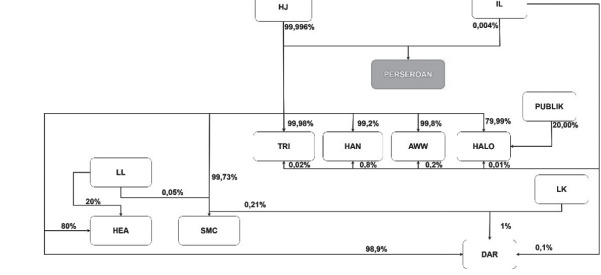 HJ
IL
99,996%
0,004%
PERSEROAN
PUBLIK
99,98%
99,2%
99,8%
79,99%
20,00%
TRI
HAN
AWW
HALO
0,02%
0,8%
0,2%
0,01%
LL
99,73%
LK
0,05%
20%
0,21%
80%
HEA
SMC
1%
98,9%
DAR
0,1%